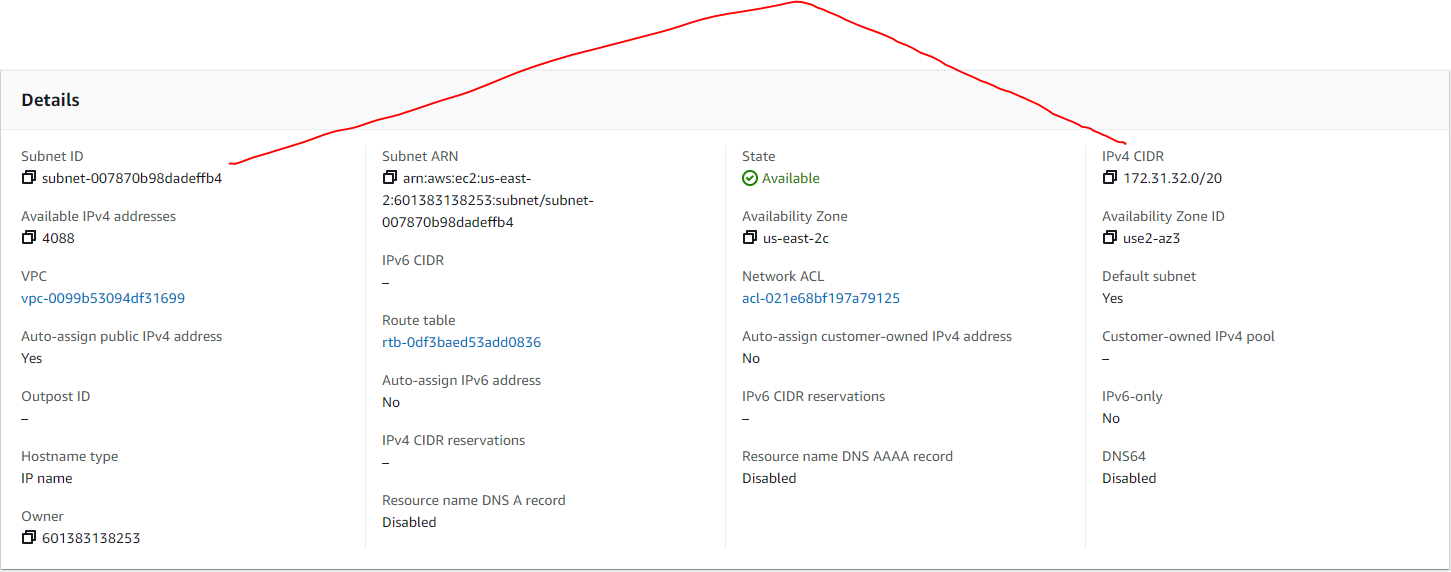 Details
Subnet ID
subnet-007870b98dadeffb4
Available IPv4 addresses
4088
VPC
vpc-0099b53094df31699
Auto-assign public IPv4 address
Yes
Outpost ID
–
Hostname type
IP name
Owner
601383138253
Subnet ARN
arn:aws:ec2:us-east-
2:601383138253:subnet/subnet-
007870b98dadeffb4
IPv6 CIDR
–
Route table
rtb-0df3baed53add0836
Auto-assign IPv6 address
No
IPv4 CIDR reservations
–
Resource name DNS A record
Disabled
State
Available
Availability Zone
us-east-2c
Network ACL
acl-021e68bf197a79125
Auto-assign customer-owned IPv4 address
No
IPv6 CIDR reservations
–
Resource name DNS AAAA record
Disabled
IPv4 CIDR
172.31.32.0/20
Availability Zone ID
use2-az3
Default subnet
Yes
Customer-owned IPv4 pool
–
IPv6-only
No
DNS64
Disabled